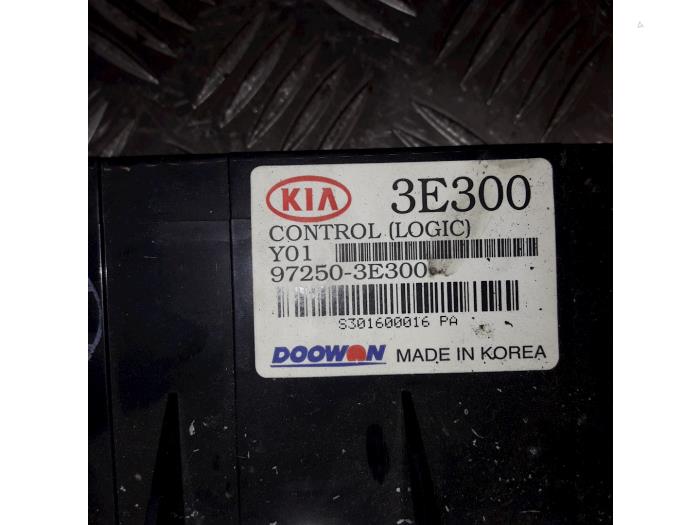 KIA 3E300
CONTROL (LOGIC)
Y01
97250-3E300
S301600016 PA
DOOWON MADE IN KOREA